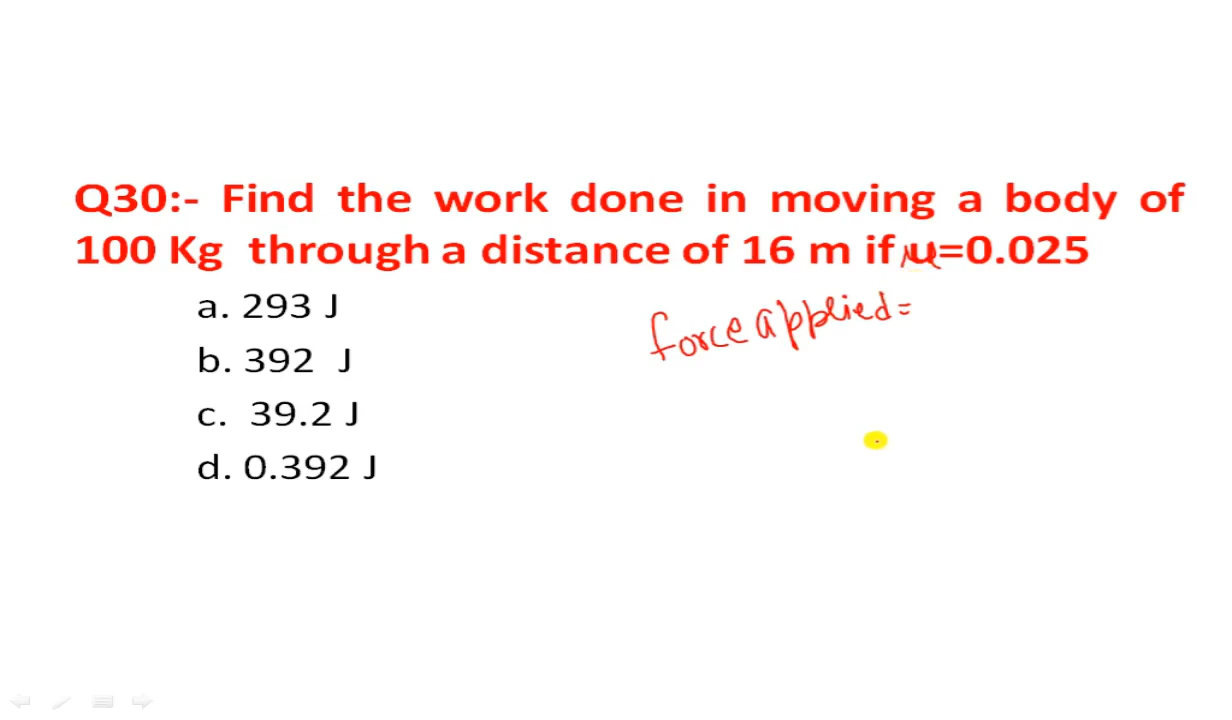 Q30:- Find the work done in moving a body of
100 Kg through a distance of 16 m if μ=0.025
a. 293 J
force applied=
b. 392 J
c. 39.2 J
d. 0.392 J